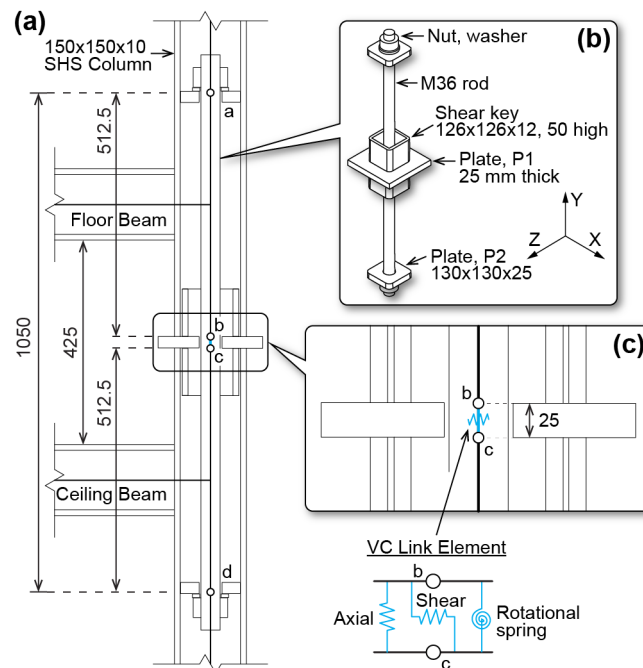 (a)
150x150x10
SHS Column
a
512.5
1050
Floor Beam
425
b
c
512.5
Ceiling Beam
d
(b)
Nut, washer
M36 rod
Shear key
126x126x12, 50 high
Plate, P1
25 mm thick
Y
Z
X
Plate, P2
130x130x25
(c)
b
25
c
VC Link Element
b
Shear
Axial
Rotational
spring
c